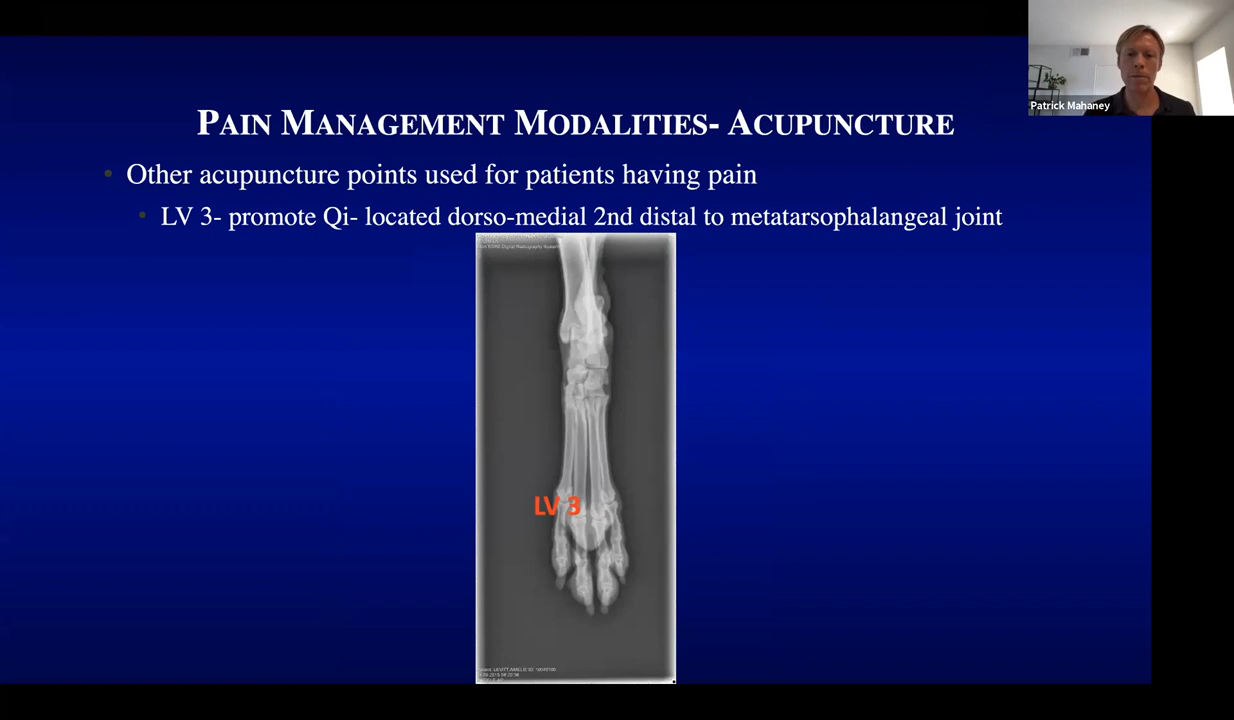 Patrick Mahaney
PAIN MANAGEMENT MODALITIES- ACUPUNCTURE
Other acupuncture points used for patients having pain
LV 3- promote Qi- located dorso-medial 2nd distal to metatarsophalangeal joint
LV 3